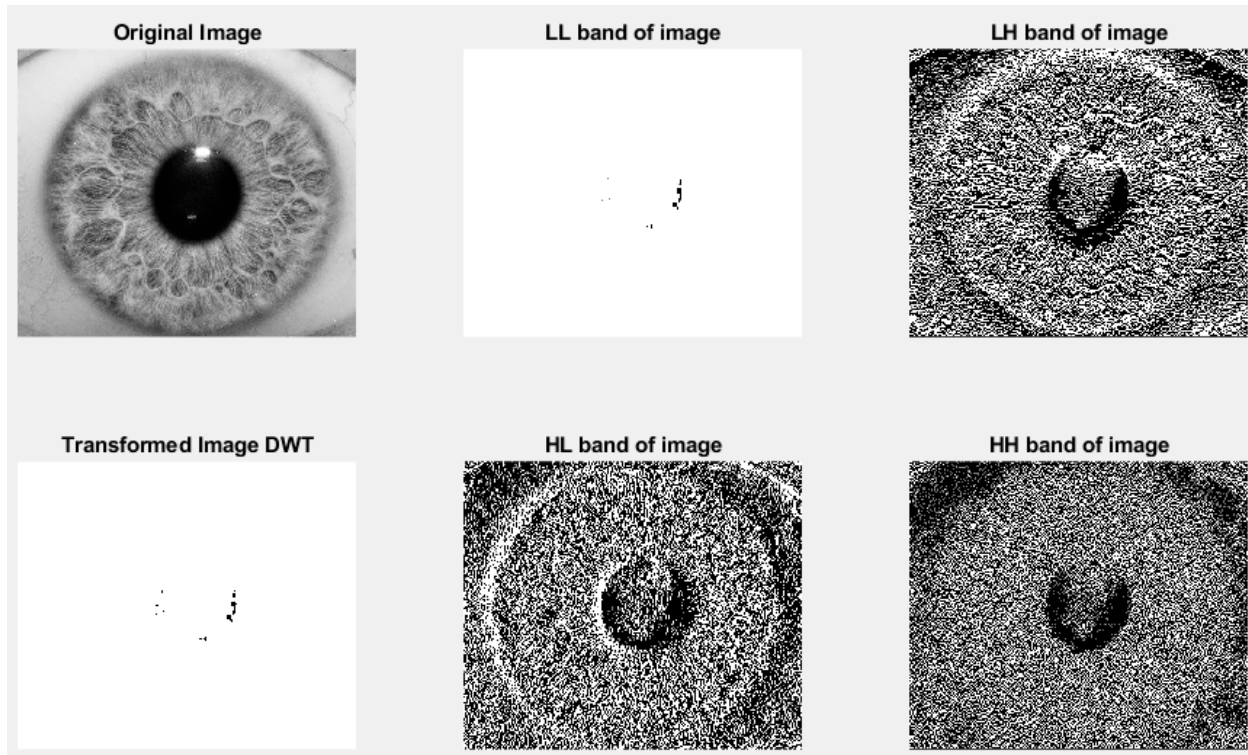 Original Image
LL band of image
LH band of image
Transformed Image DWT
HL band of image
HH band of image